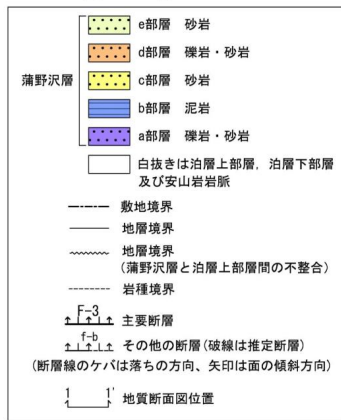 e部層 砂岩
d部層 礫岩・砂岩
蒲野沢層
c部層 砂岩
b部層 泥岩
a部層 礫岩・砂岩
白抜きは泊層上部層，泊層下部層
及び安山岩岩脈
敷地境界
地層境界
地層境界
(蒲野沢層と泊層上部層間の不整合)
岩種境界
F-3 主要断層
f-b その他の断層(破線は推定断層)
(断層線のケバは落ちの方向、矢印は面の傾斜方向)
1 1' 地質断面図位置